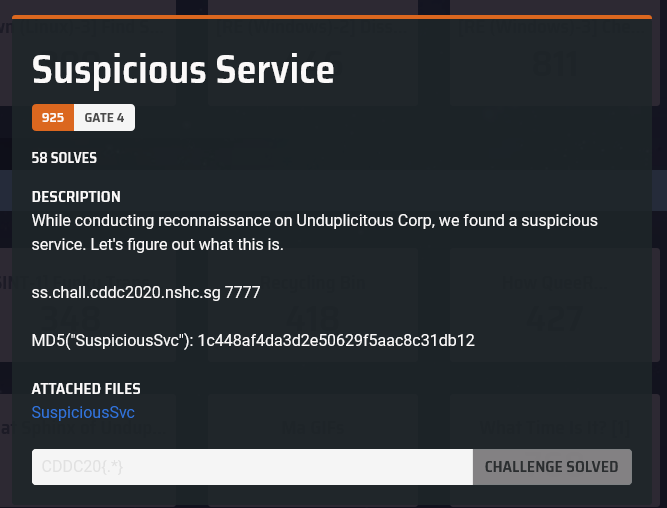 Suspicious Service
925 GATE 4
58 SOLVES
DESCRIPTION
While conducting reconnaissance on Unduplicitous Corp, we found a suspicious
service. Let's figure out what this is.
ss.chall.cddc2020.nshc.sg 7777
MD5("SuspiciousSvc"): 1c448af4da3d2e50629f5aac8c31db12
ATTACHED FILES
SuspiciousSvc
CDDC20{.*}
CHALLENGE SOLVED